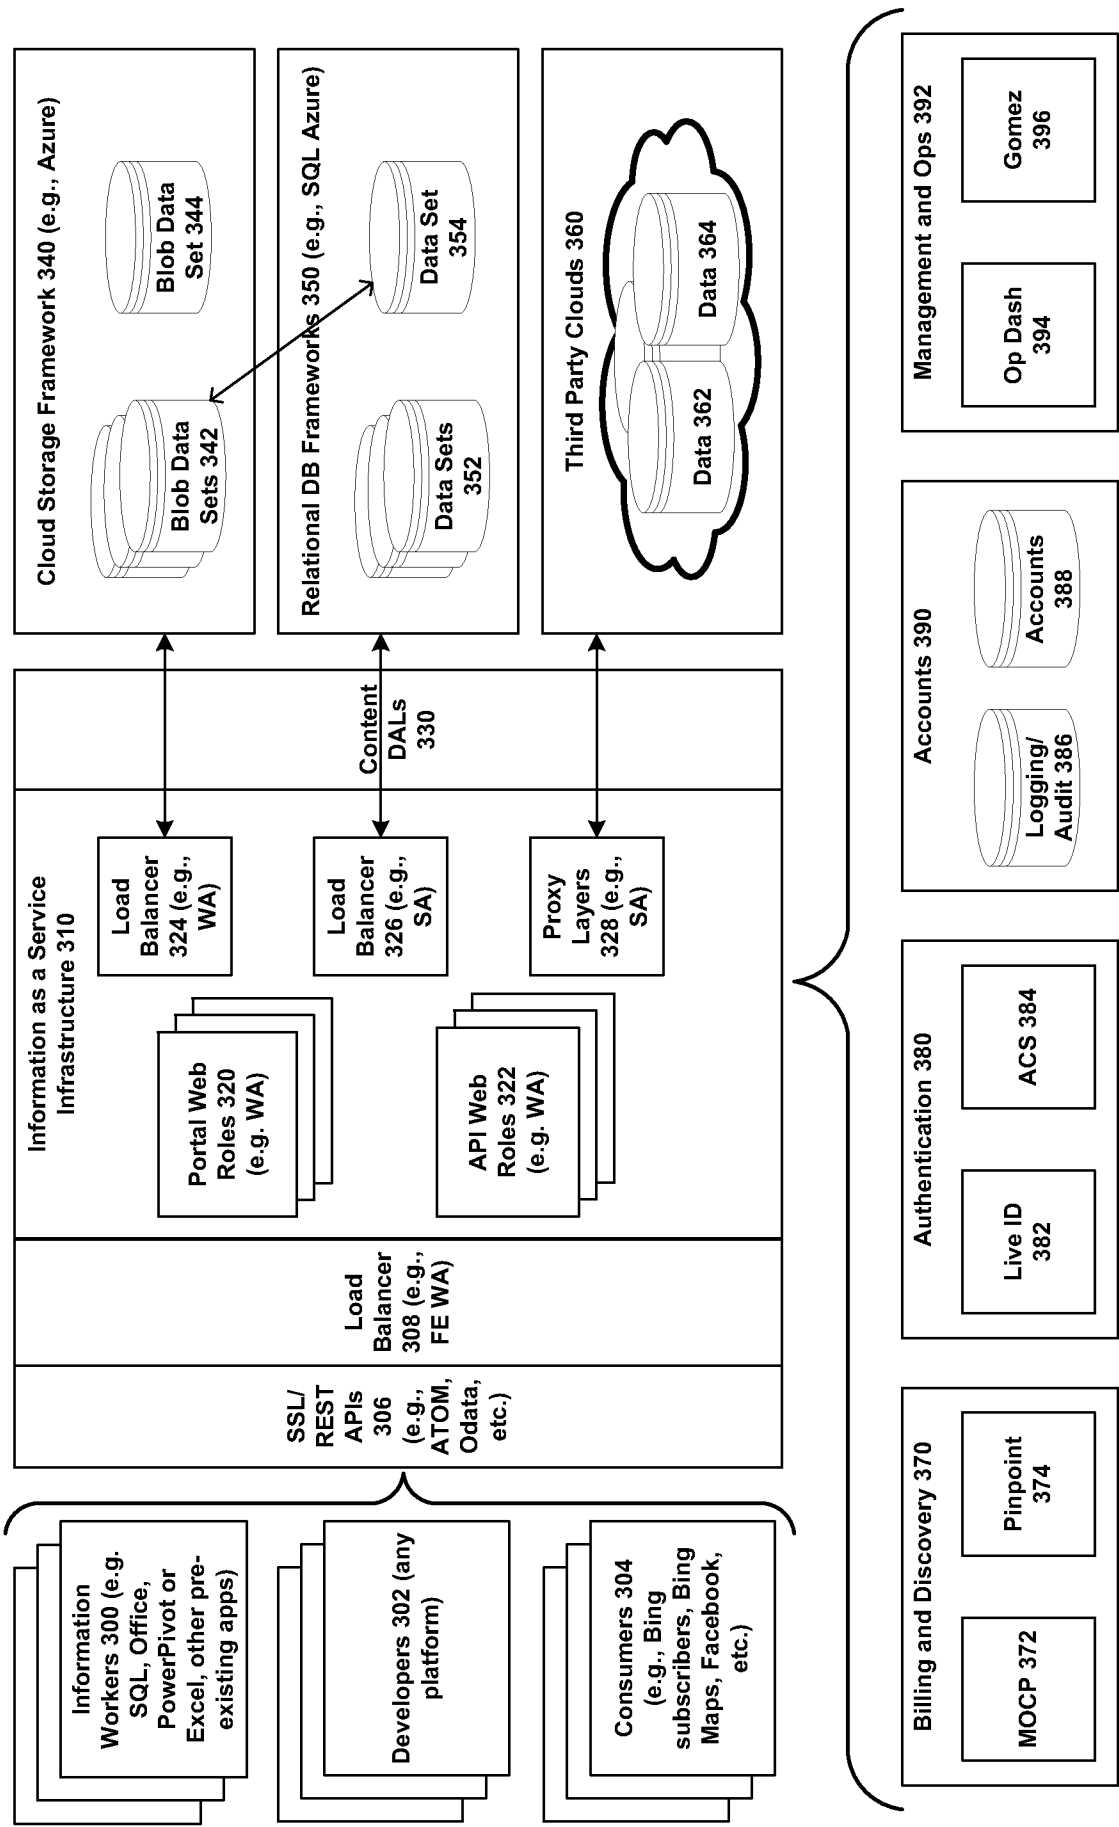 Information
Workers 300 (e.g.
SQL, Office,
PowerPivot or
Excel, other pre-
existing apps)
Developers 302 (any
platform)
Consumers 304
(e.g., Bing
subscribers, Bing
Maps, Facebook,
etc.)
SSL/
REST
APIs
306
(e.g.,
ATOM,
Odata,
etc.)
Load
Balancer
308 (e.g.,
FE WA)
Information as a Service
Infrastructure 310
Portal Web
Roles 320
(e.g. WA)
API Web
Roles 322
(e.g. WA)
Load
Balancer
324 (e.g.,
WA)
Load
Balancer
326 (e.g.,
SA)
Proxy
Layers
328 (e.g.,
SA)
Content
DALs
330
Cloud Storage Framework 340 (e.g., Azure)
Blob Data
Sets 342
Blob Data
Set 344
Relational DB Frameworks 350 (e.g., SQL Azure)
Data Sets
352
Data Set
354
Third Party Clouds 360
Data 362
Data 364
Billing and Discovery 370
MOCP 372
Pinpoint
374
Authentication 380
Live ID
382
ACS 384
Accounts 390
Logging/
Audit 386
Accounts
388
Management and Ops 392
Op Dash
394
Gomez
396